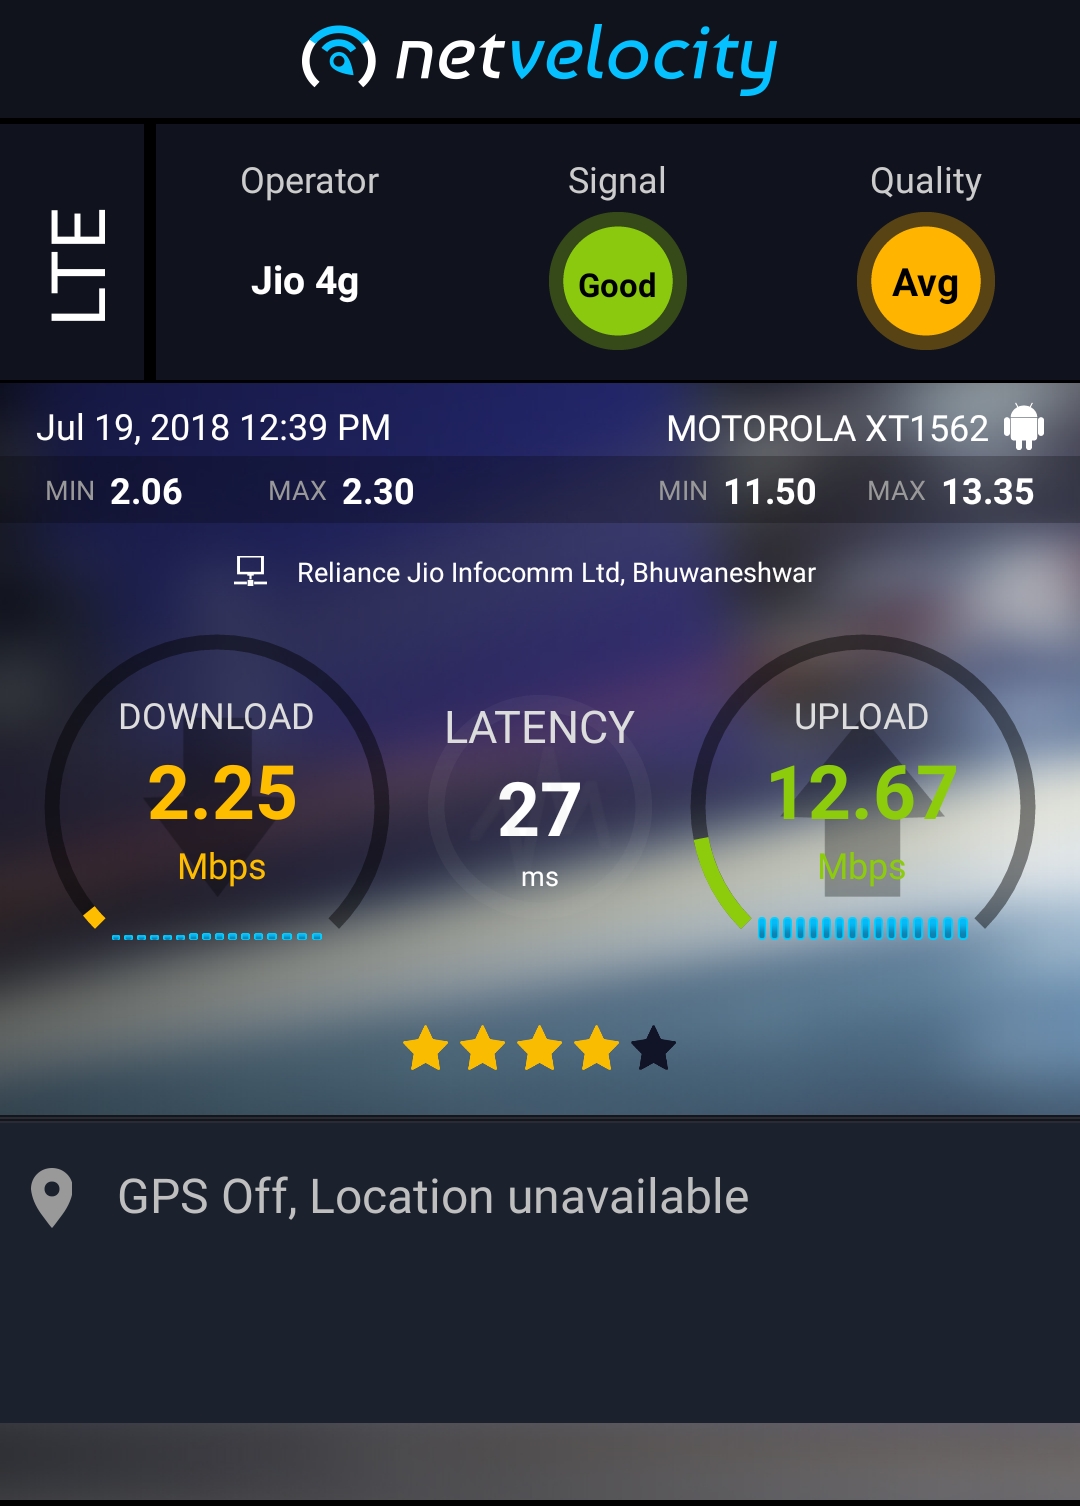 netvelocity
LTE
Operator Signal Quality
Jio 4g Good Avg
Jul 19, 2018 12:39 PM MOTOROLA XT1562
MIN 2.06 MAX 2.30 MIN 11.50 MAX 13.35
Reliance Jio Infocomm Ltd, Bhuwaneshwar
DOWNLOAD LATENCY UPLOAD
2.25 27 12.67
Mbps ms Mbps
GPS Off, Location unavailable